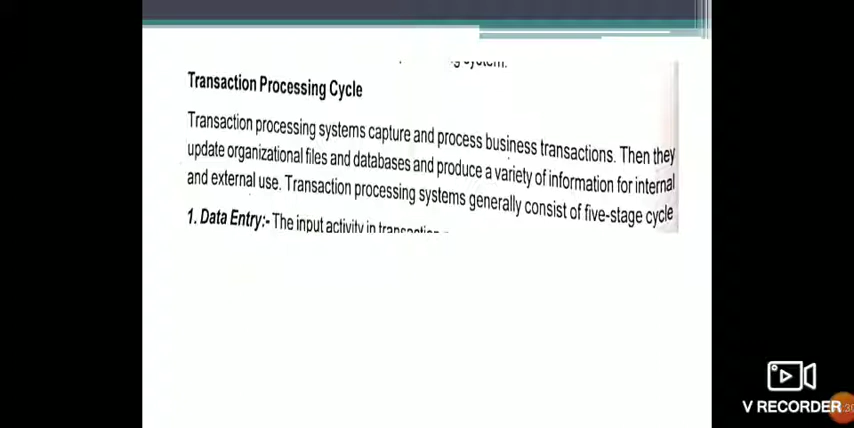 system.
Transaction Processing Cycle
Transaction processing systems capture and process business transactions. Then they
update organizational files and databases and produce a variety of information for internal
and external use. Transaction processing systems generally consist of five-stage cycle
1. Data Entry:- The input activity in transaction
V RECORDER